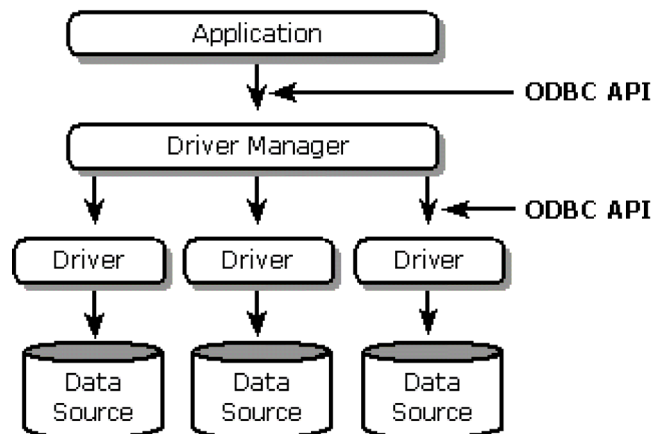 Application
ODBC API
Driver Manager
ODBC API
Driver
Driver
Driver
Data
Source
Data
Source
Data
Source